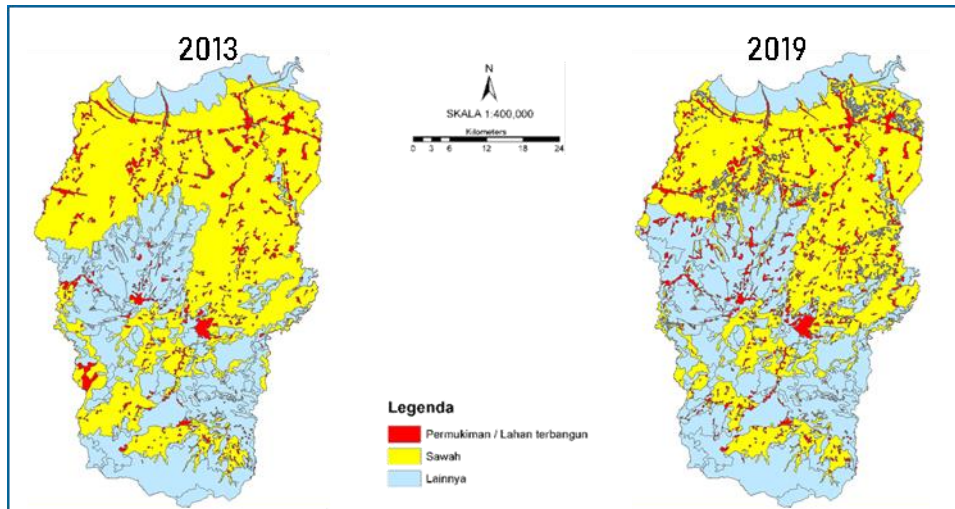 2013
2019
N
SKALA 1:400,000
Kilometers
0 3 6 12 18 24
Legenda
Permukiman / Lahan terbangun
Sawah
Lainnya